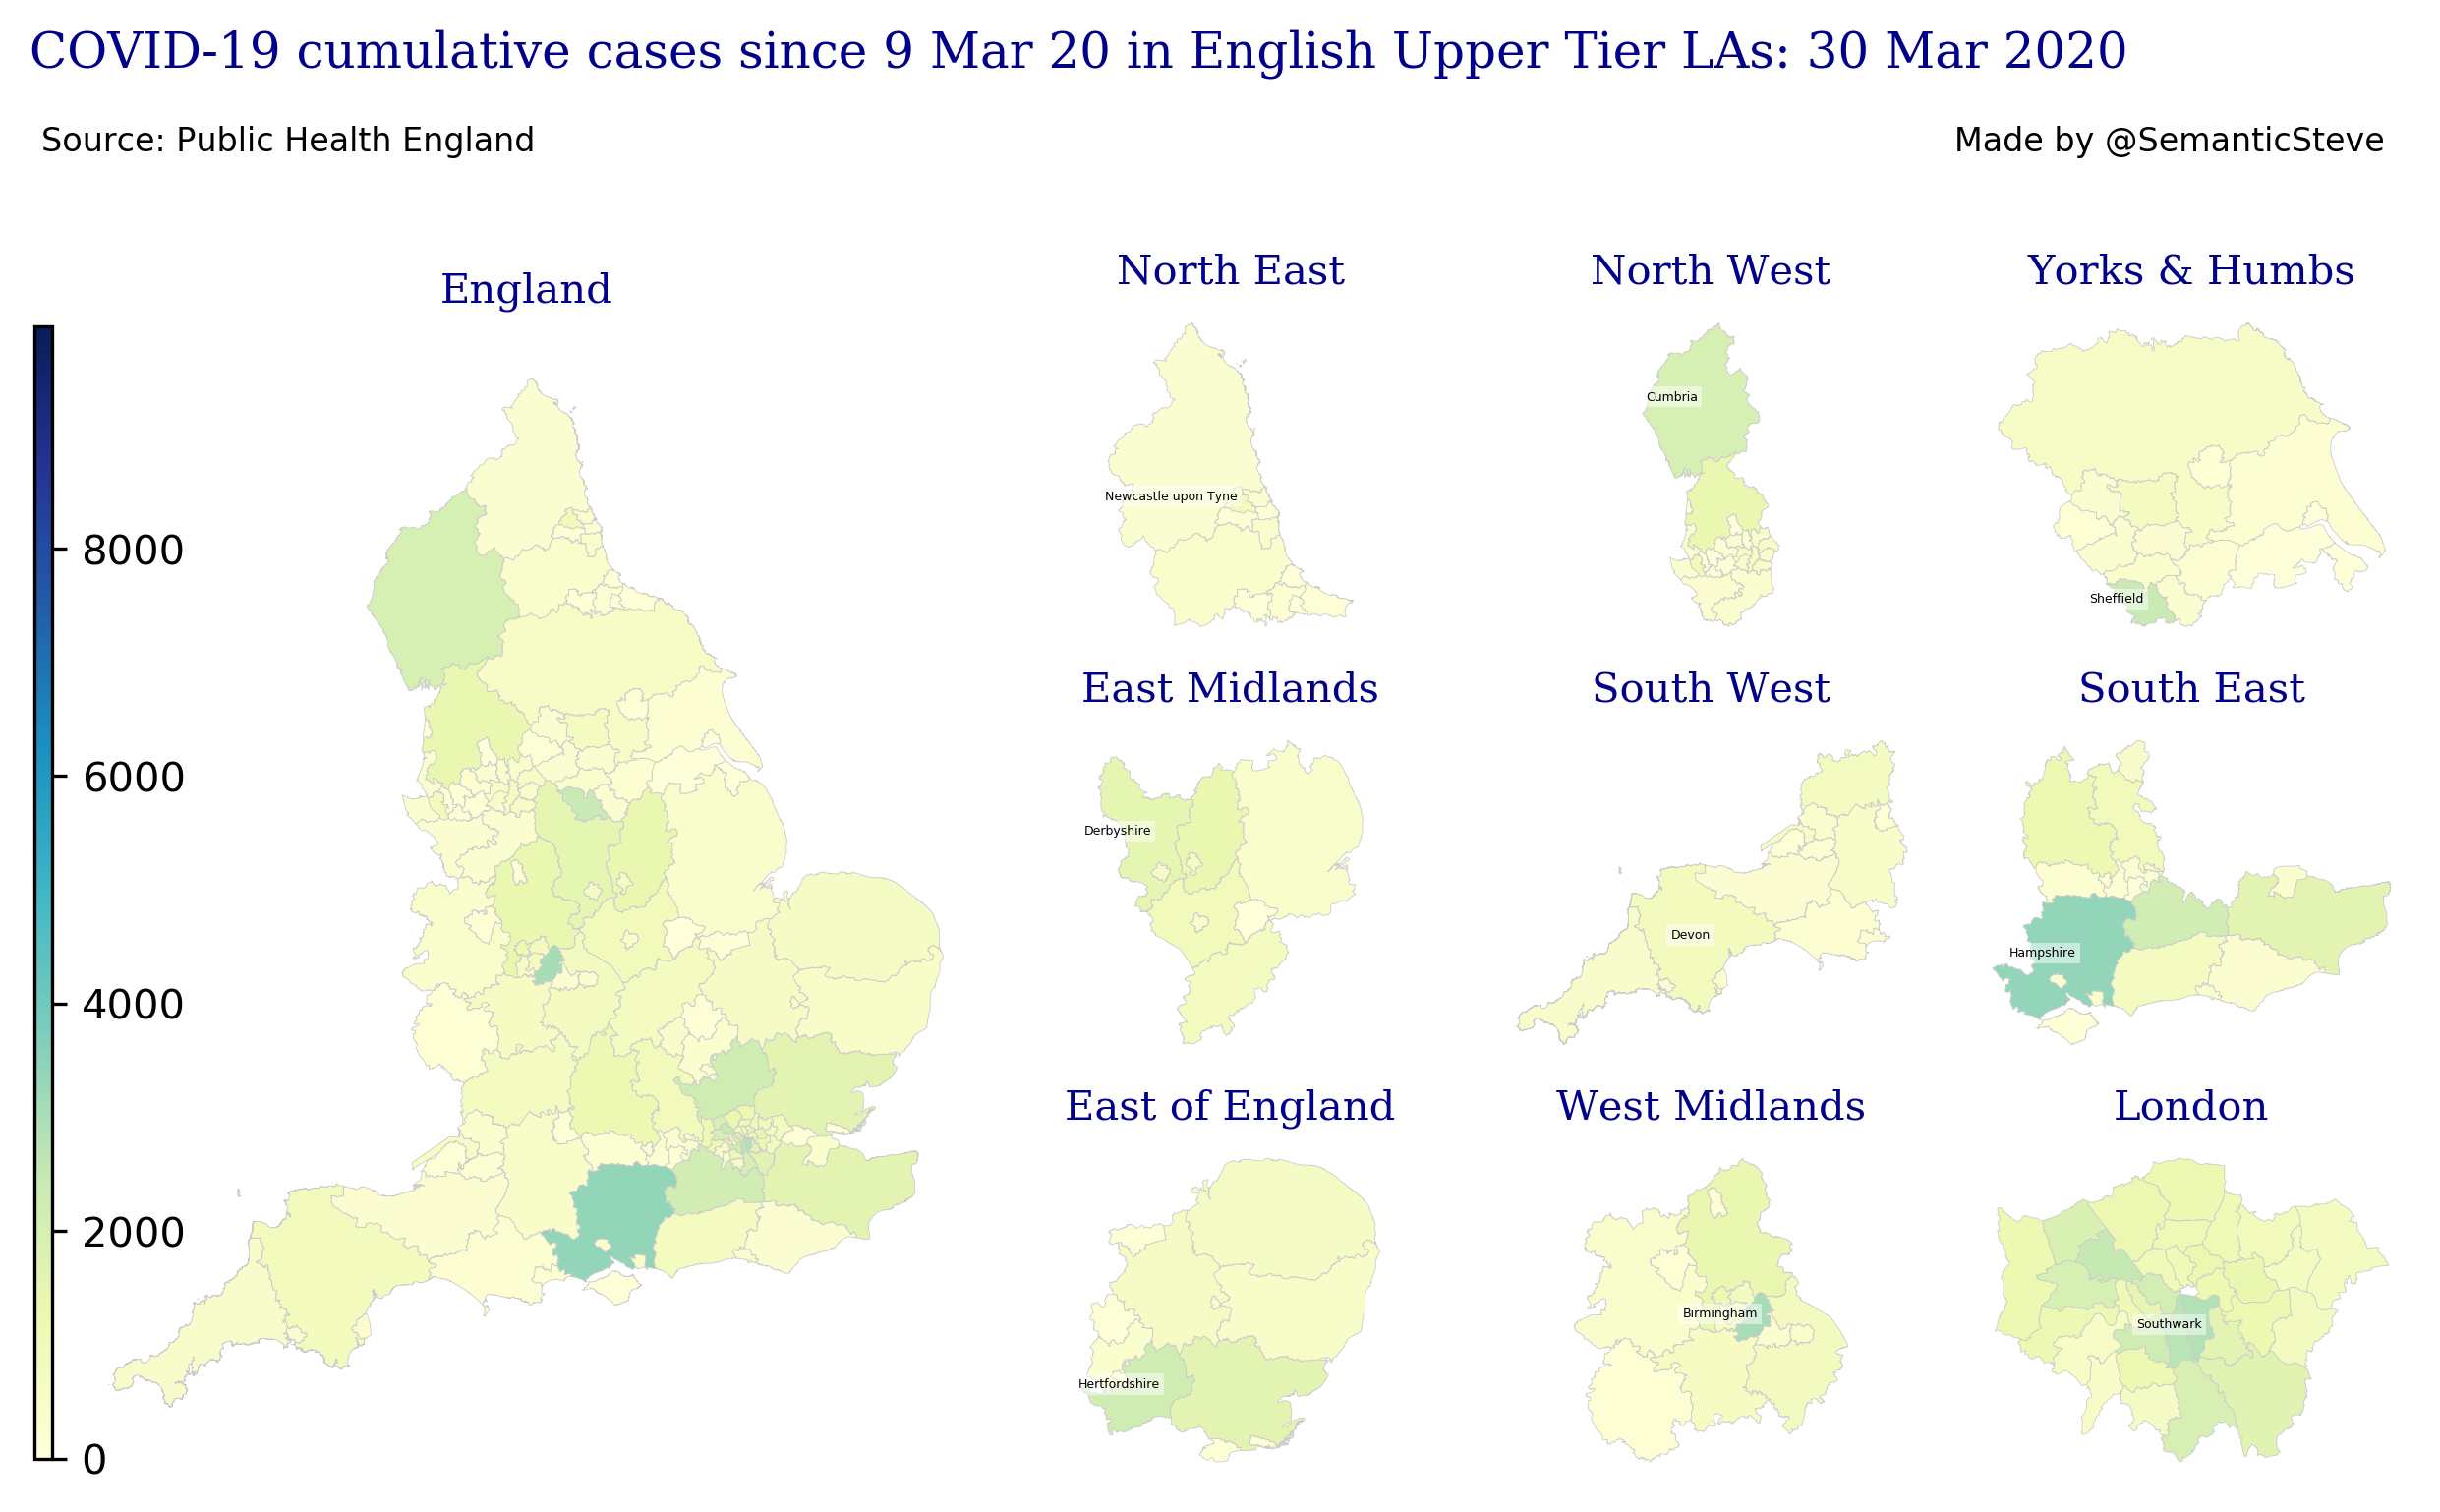 COVID-19 cumulative cases since 9 Mar 20 in English Upper Tier LAs: 30 Mar 2020
Source: Public Health England
Made by @SemanticSteve
England
8000
6000
4000
2000
0
North East
Newcastle upon Tyne
North West
Cumbria
Yorks & Humbs
Sheffield
East Midlands
Derbyshire
South West
Devon
South East
Hampshire
East of England
Hertfordshire
West Midlands
Birmingham
London
Southwark